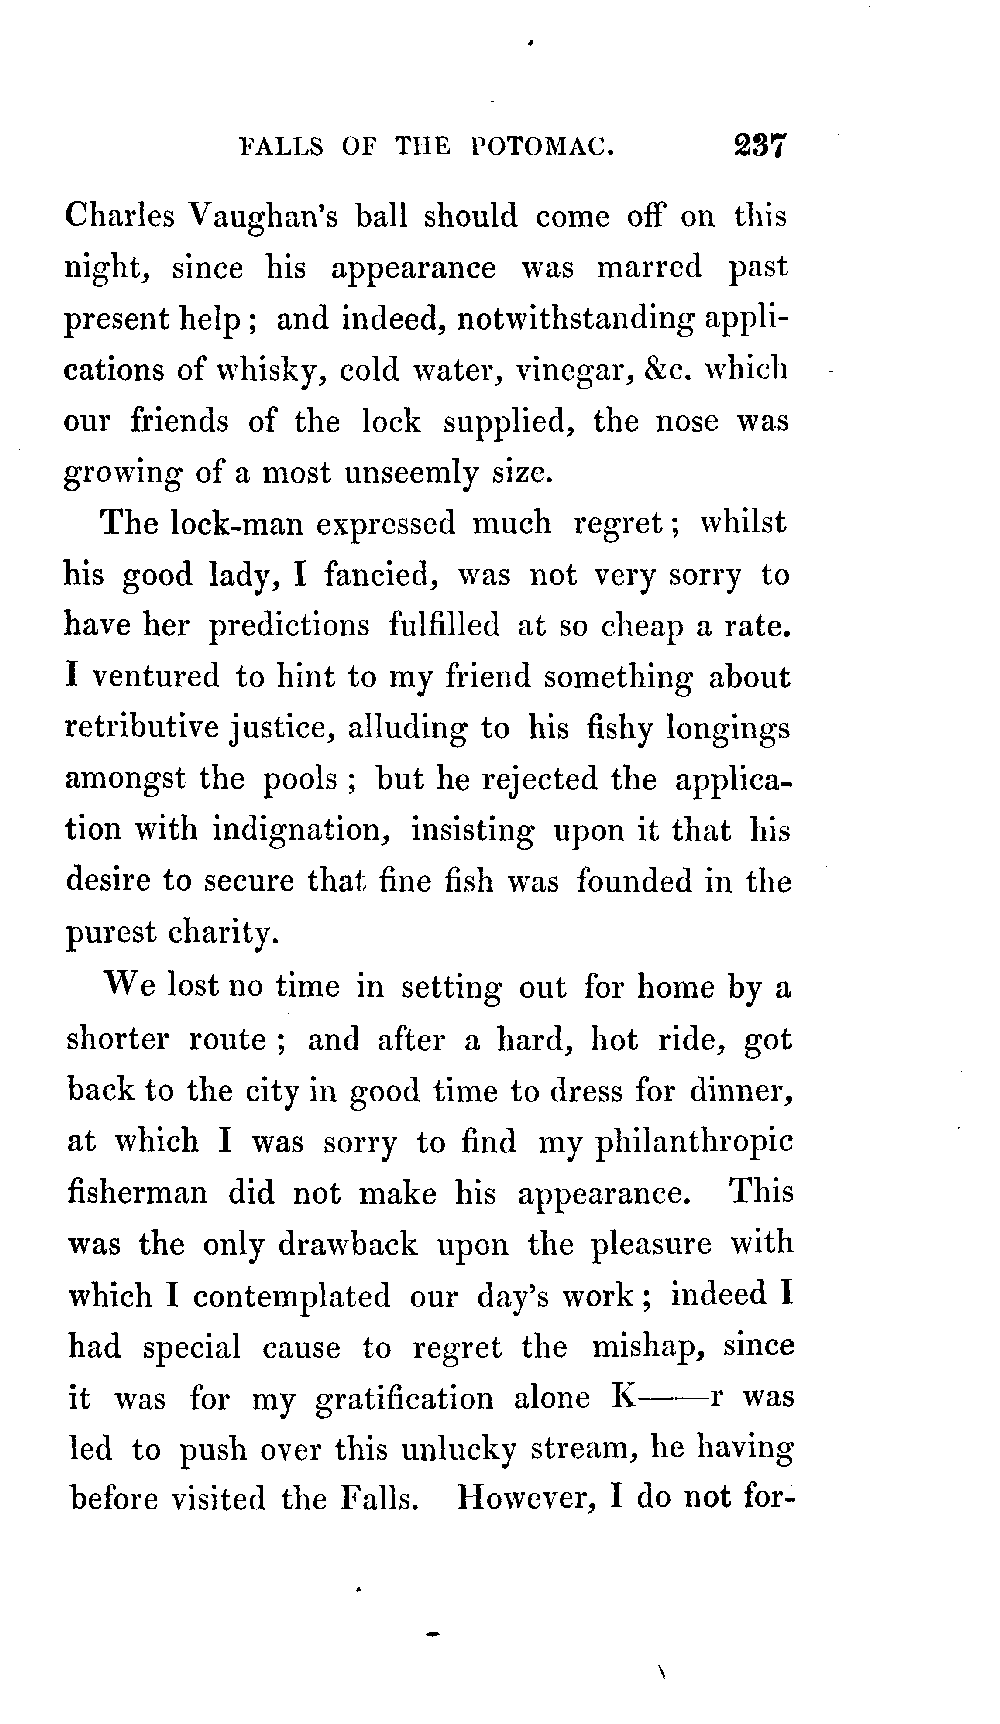 FALLS OF THE POTOMAC. 237
Charles Vaughan's ball should come off on this
night, since his appearance was marred past
present help ; and indeed, notwithstanding appli-
cations of whisky, cold water, vinegar, &c. which
our friends of the lock supplied, the nose was
growing of a most unseemly size.
The lock-man expressed much regret ; whilst
his good lady, I fancied, was not very sorry to
have her predictions fulfilled at so cheap a rate.
I ventured to hint to my friend something about
retributive justice, alluding to his fishy longings
amongst the pools ; but he rejected the applica-
tion with indignation, insisting upon it that his
desire to secure that fine fish was founded in the
purest charity.
We lost no time in setting out for home by a
shorter route ; and after a hard, hot ride, got
back to the city in good time to dress for dinner,
at which I was sorry to find my philanthropic
fisherman did not make his appearance. This
was the only drawback upon the pleasure with
which I contemplated our day's work ; indeed I
had special cause to regret the mishap, since
it was for my gratification alone K——r was
led to push over this unlucky stream, he having
before visited the Falls. However, I do not for-